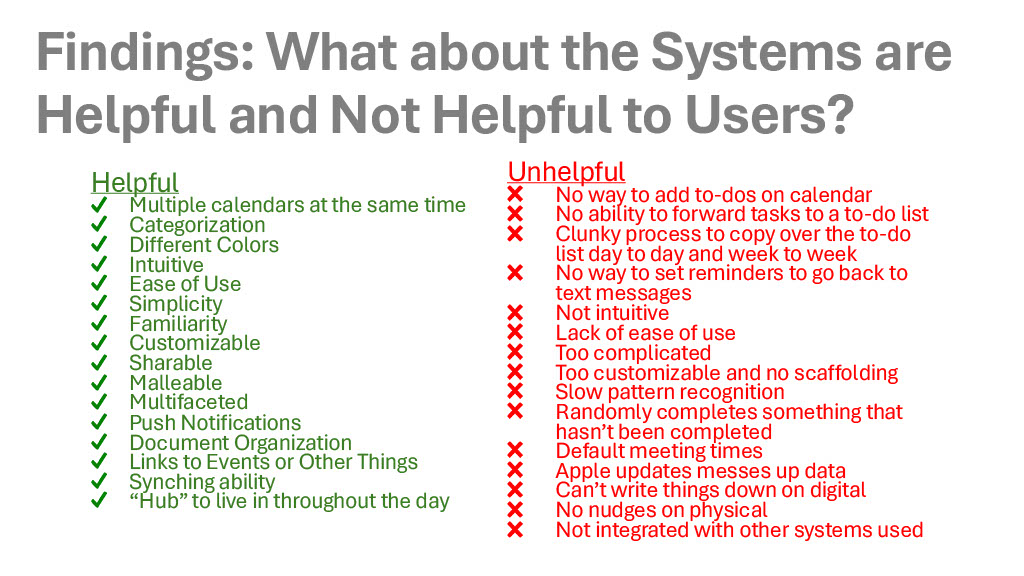 Findings: What about the Systems are
Helpful and Not Helpful to Users?
Helpful
Multiple calendars at the same time
Categorization
Different Colors
Intuitive
Ease of Use
Simplicity
Familiarity
Customizable
Sharable
Malleable
Multifaceted
Push Notifications
Document Organization
Links to Events or Other Things
Synching ability
“Hub” to live in throughout the day
Unhelpful
No way to add to-dos on calendar
No ability to forward tasks to a to-do list
Clunky process to copy over the to-do
list day to day and week to week
No way to set reminders to go back to
text messages
Not intuitive
Lack of ease of use
Too complicated
Too customizable and no scaffolding
Slow pattern recognition
Randomly completes something that
hasn’t been completed
Default meeting times
Apple updates messes up data
Can’t write things down on digital
No nudges on physical
Not integrated with other systems used